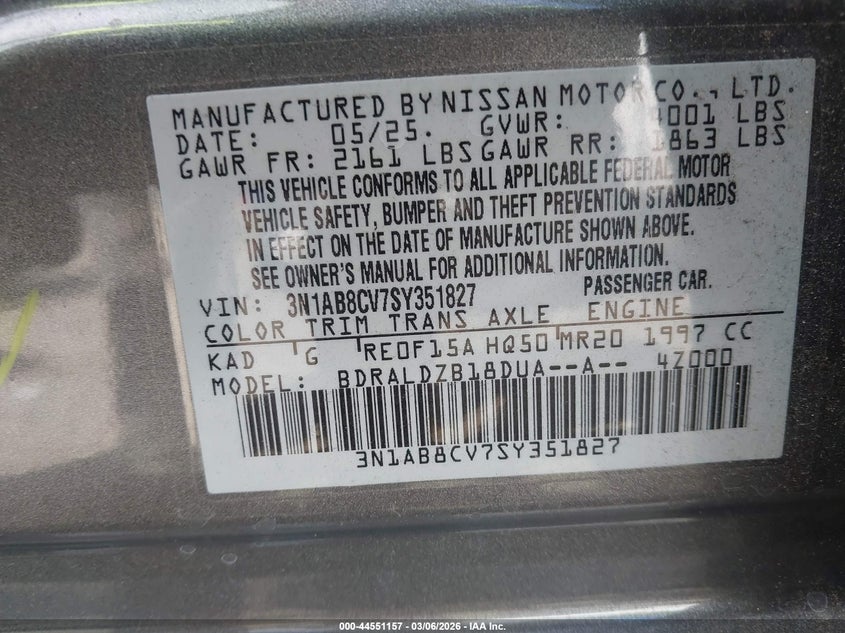 MANUFACTURED BY NISSAN MOTOR CO., LTD.
DATE: 05/25. GVWR: 4001 LBS
GAWR FR: 2161 LBS GAWR RR: 1863 LBS
THIS VEHICLE CONFORMS TO ALL APPLICABLE FEDERAL MOTOR
VEHICLE SAFETY, BUMPER AND THEFT PREVENTION STANDARDS
IN EFFECT ON THE DATE OF MANUFACTURE SHOWN ABOVE.
SEE OWNER'S MANUAL FOR ADDITIONAL INFORMATION.
VIN: 3N1AB8CV7SY351827 PASSENGER CAR.
COLOR TRIM TRANS AXLE ENGINE
KAD G RE0F15A HQ50 MR20 1997 CC
MODEL: BDRALDZB18DUA--A-- 4Z000
3N1AB8CV7SY351827
000-44551157 - 03/06/2026 - IAA Inc.